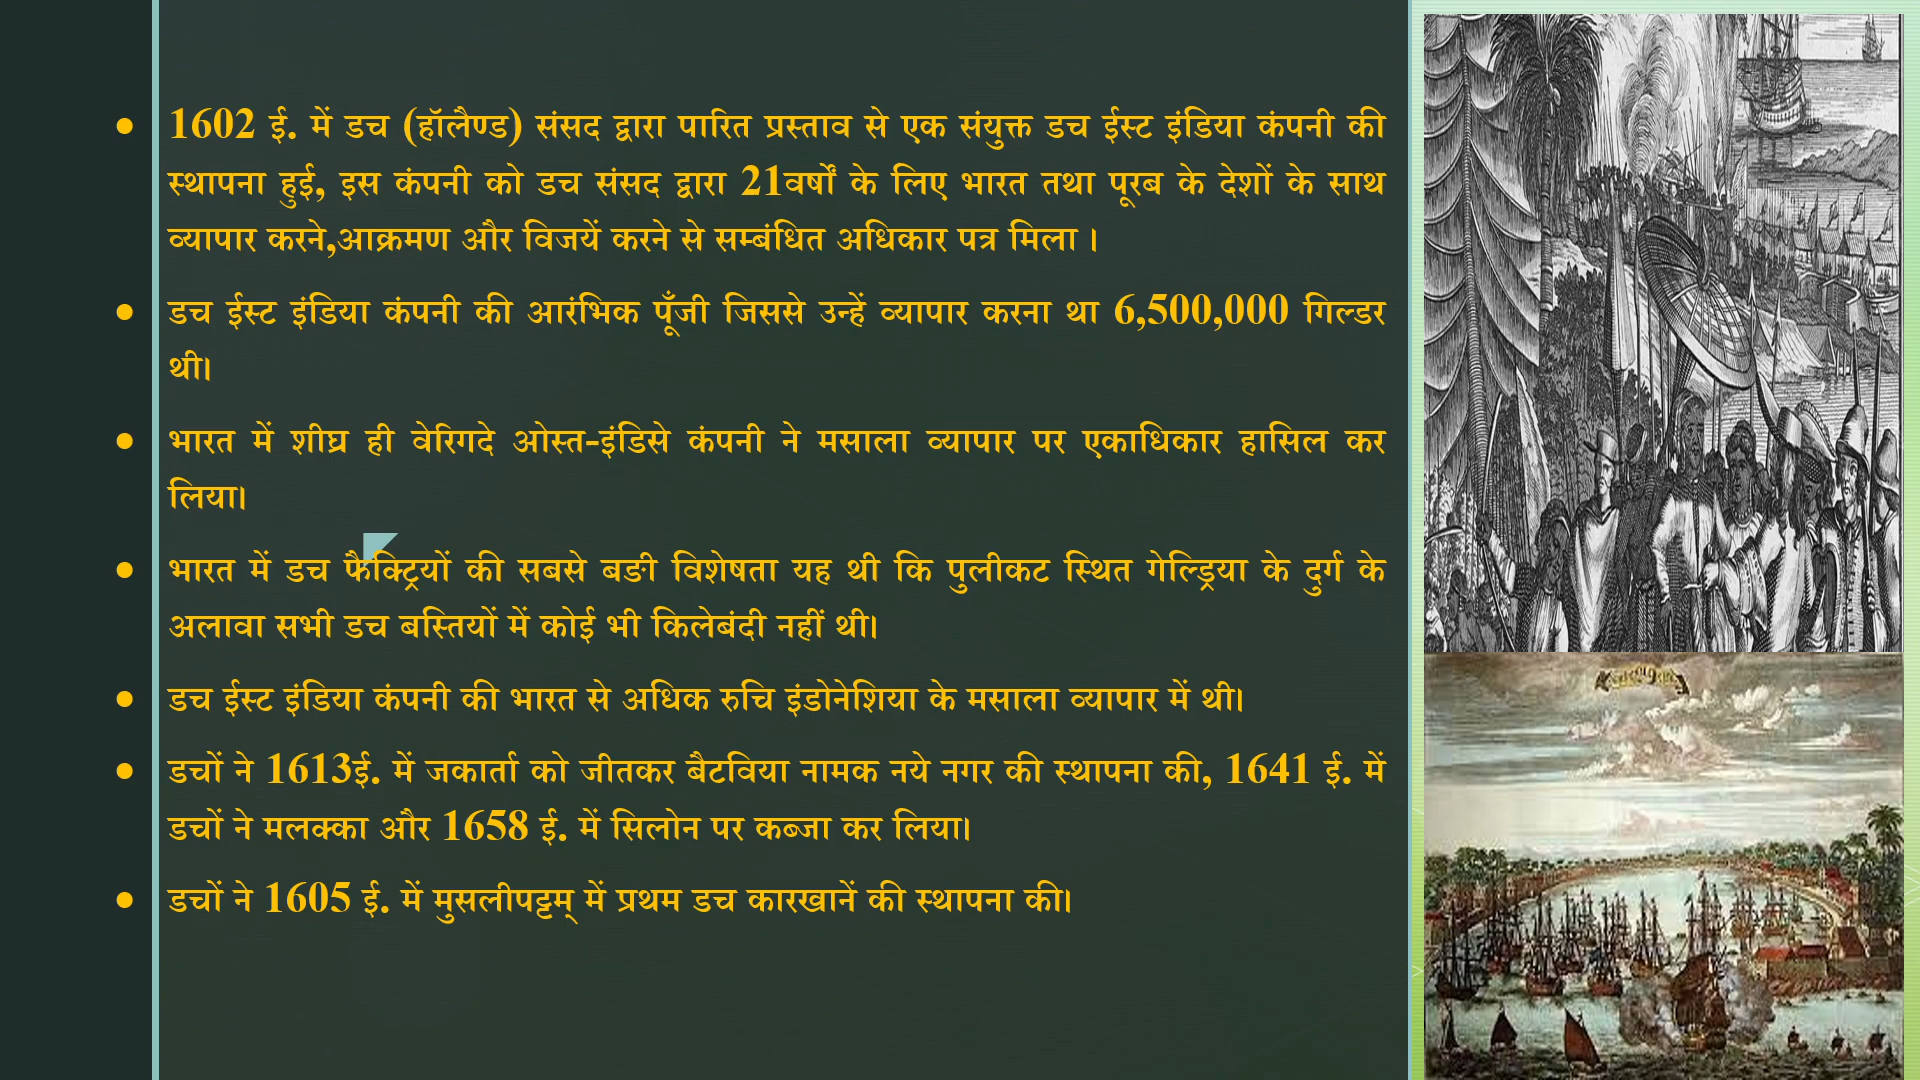 • 1602 ई. में डच (हॉलैण्ड) संसद द्वारा पारित प्रस्ताव से एक संयुक्त डच ईस्ट इंडिया कंपनी की
स्थापना हुई, इस कंपनी को डच संसद द्वारा 21वर्षों के लिए भारत तथा पूरब के देशों के साथ
व्यापार करने,आक्रमण और विजयें करने से सम्बंधित अधिकार पत्र मिला ।
• डच ईस्ट इंडिया कंपनी की आरंभिक पूँजी जिससे उन्हें व्यापार करना था 6,500,000 गिल्डर
थी।
• भारत में शीघ्र ही वेरिगदे ओस्त-इंडिसे कंपनी ने मसाला व्यापार पर एकाधिकार हासिल कर
लिया।
• भारत में डच फैक्ट्रियों की सबसे बङी विशेषता यह थी कि पुलीकट स्थित गेल्ड्रिया के दुर्ग के
अलावा सभी डच बस्तियों में कोई भी किलेबंदी नहीं थी।
• डच ईस्ट इंडिया कंपनी की भारत से अधिक रुचि इंडोनेशिया के मसाला व्यापार में थी।
• डचों ने 1613ई. में जकार्ता को जीतकर बैटविया नामक नये नगर की स्थापना की, 1641 ई. में
डचों ने मलक्का और 1658 ई. में सिलोन पर कब्जा कर लिया।
• डचों ने 1605 ई. में मुसलीपट्टम् में प्रथम डच कारखानें की स्थापना की।